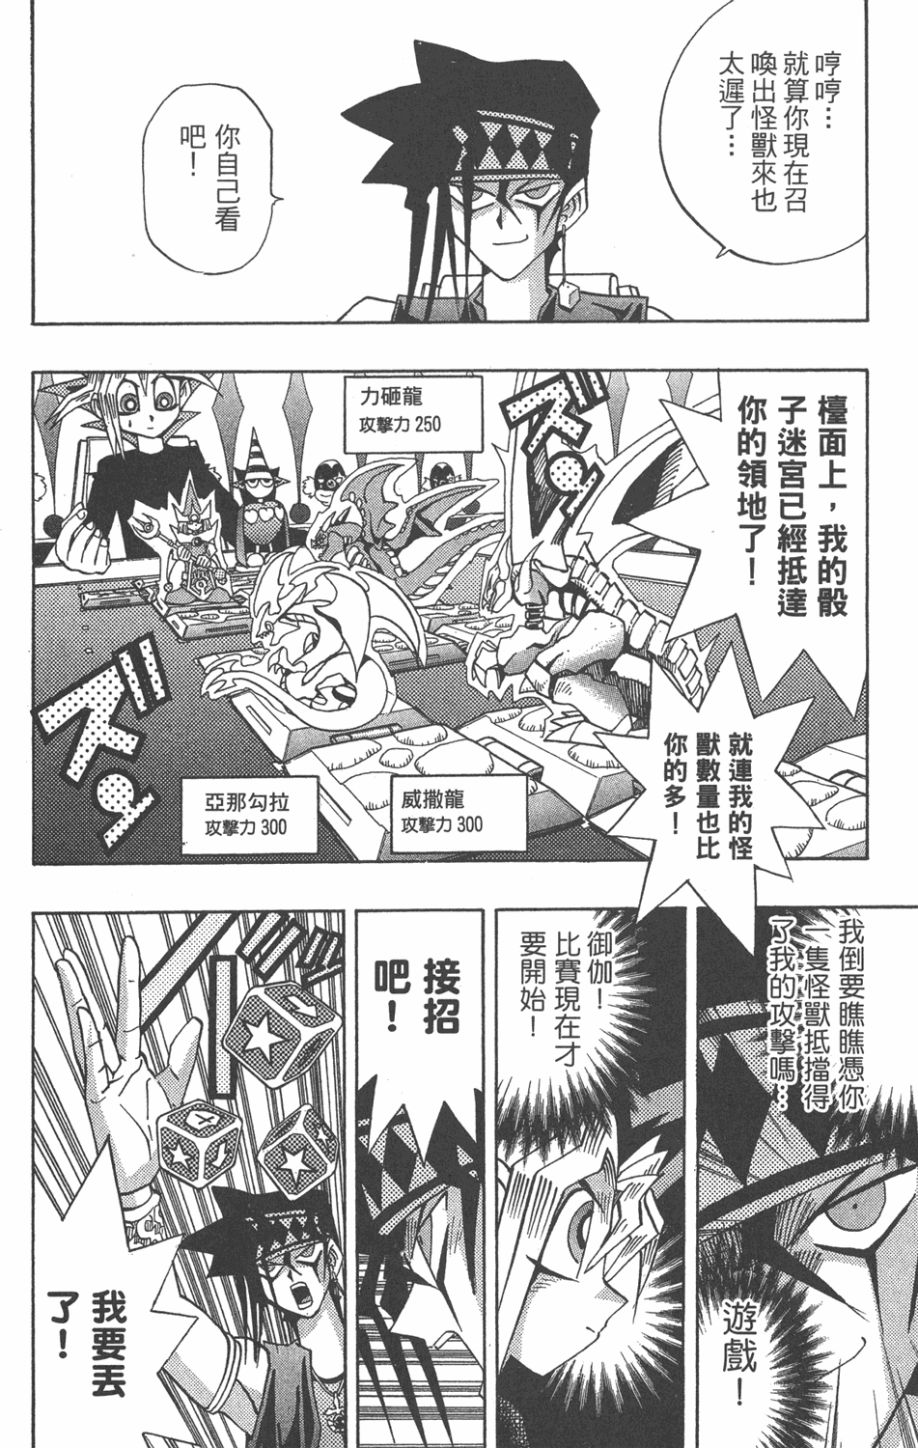 哼哼…
就算你現在召
喚出怪獸來也
太遲了…
你自己看
吧！
檯面上，我的骰
子迷宮已經抵達
你的領地了！
力砸龍
攻擊力 250
就連我的怪
獸數量也比
你的多！
威撒龍
攻擊力 300
亞那勾拉
攻擊力 300
我倒要瞧瞧憑你
一隻怪獸抵擋得
了我的攻擊嗎…
遊戲！
御伽！
比賽現在才
要開始！
接招
吧！
我要丟
了！